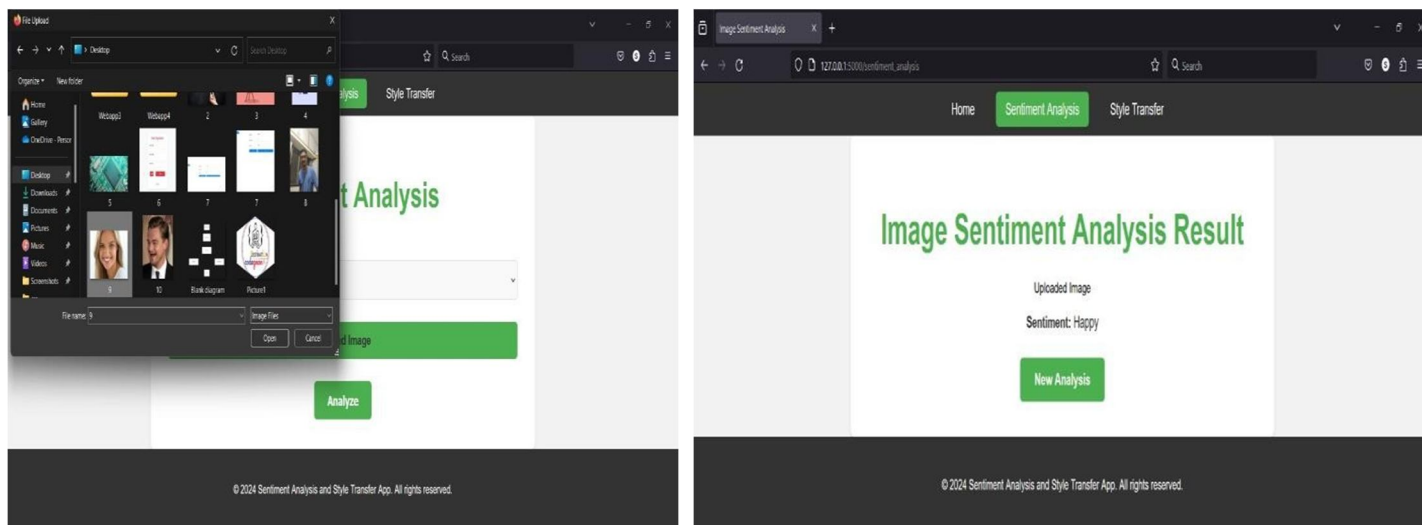 File Upload
Desktop
Search Desktop
Search
Organize
New folder
alysis
Style Transfer
Home
Gallery
OneDrive - Persor
Desktop
Downloads
Documents
Pictures
Music
Videos
Screenshots
Webapp3
Webapp4
2
3
4
5
6
7
7
8
9
10
Blank diagram
Picture1
t Analysis
File name:
9
Image Files
Open
Cancel
d Image
Analyze
© 2024 Sentiment Analysis and Style Transfer App. All rights reserved.
Image Sentiment Analysis
127.0.0.1:5000/sentiment_analysis
Search
Home
Sentiment Analysis
Style Transfer
Image Sentiment Analysis Result
Uploaded Image
Sentiment: Happy
New Analysis
© 2024 Sentiment Analysis and Style Transfer App. All rights reserved.